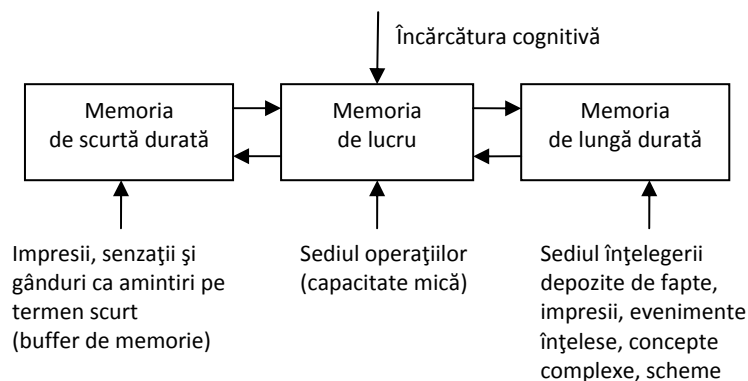 Încărcătura cognitivă
Memoria
de scurtă durată
Memoria
de lucru
Memoria
de lungă durată
Impresii, senzaţii şi
gânduri ca amintiri pe
termen scurt
(buffer de memorie)
Sediul operaţiilor
(capacitate mică)
Sediul înţelegerii
depozite de fapte,
impresii, evenimente
înţelese, concepte
complexe, scheme